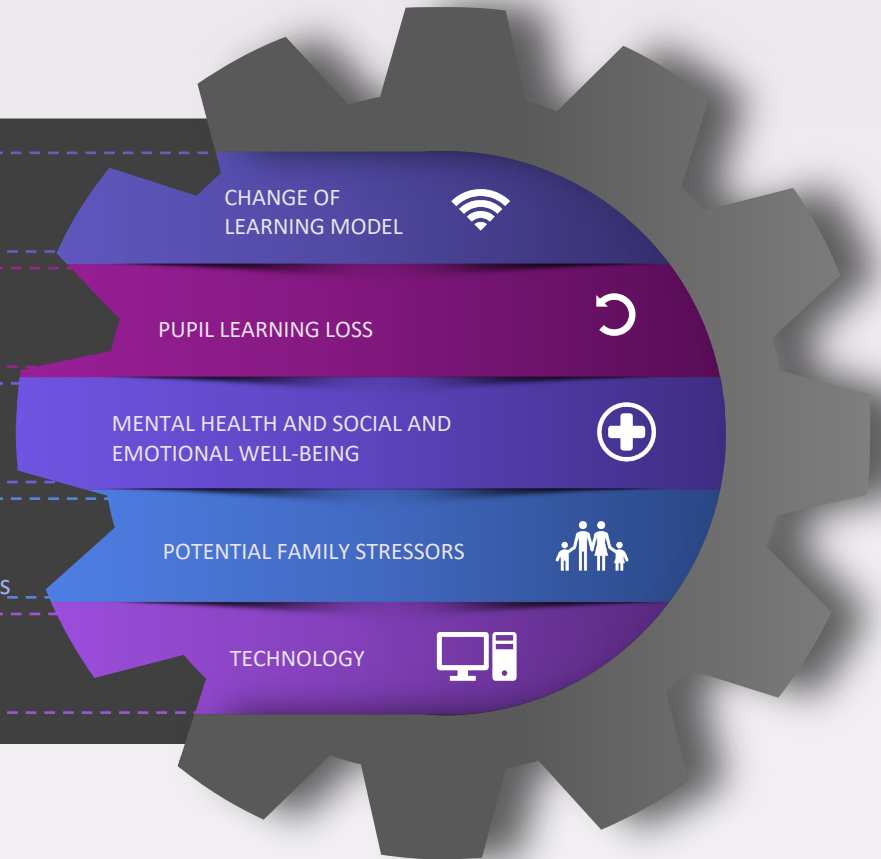 CHANGE OF
LEARNING MODEL
PUPIL LEARNING LOSS
MENTAL HEALTH AND SOCIAL AND
EMOTIONAL WELL-BEING
POTENTIAL FAMILY STRESSORS
S
TECHNOLOGY